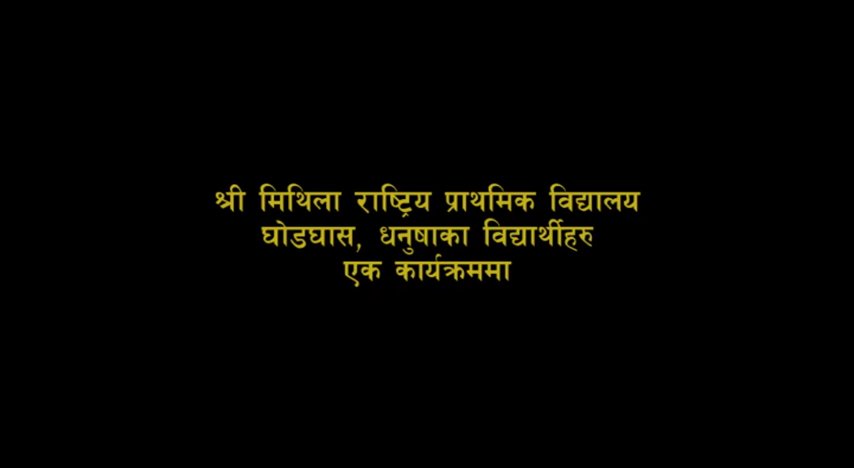 श्री मिथिला राष्ट्रिय प्राथमिक विद्यालय
घोडघास, धनुषाका विद्यार्थीहरु
एक कार्यक्रममा